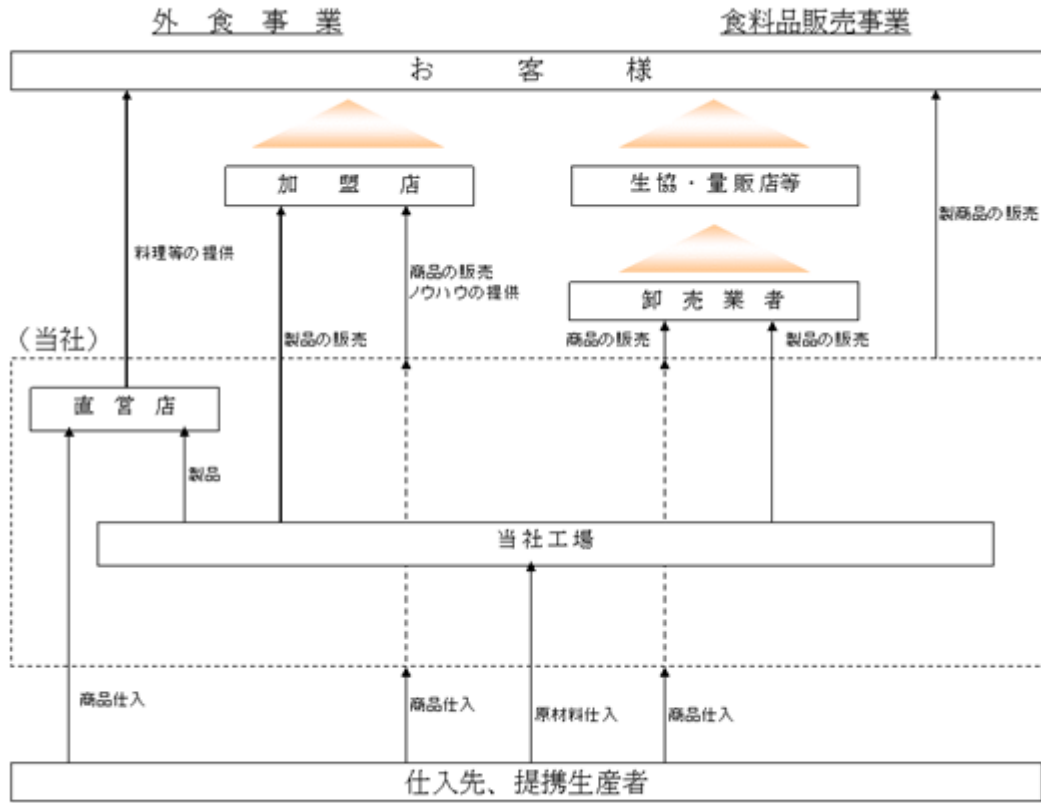 外食事業
食料品販売事業
お客様
加盟店
生協・量販店等
製商品の販売
料理等の提供
商品の販売
ノウハウの提供
卸売業者
(当社)
製品の販売
商品の販売
製品の販売
直営店
製品
当社工場
商品仕入
商品仕入
原材料仕入
商品仕入
仕入先、提携生産者